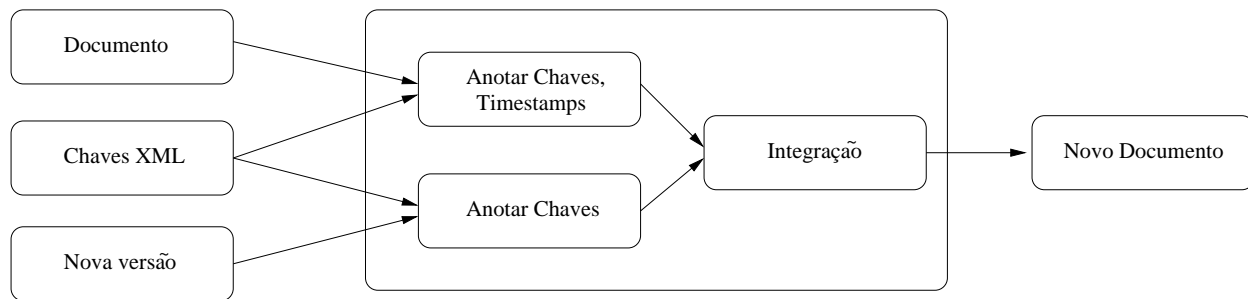 Documento
Chaves XML
Nova versão
Anotar Chaves,
Timestamps
Anotar Chaves
Integração
Novo Documento